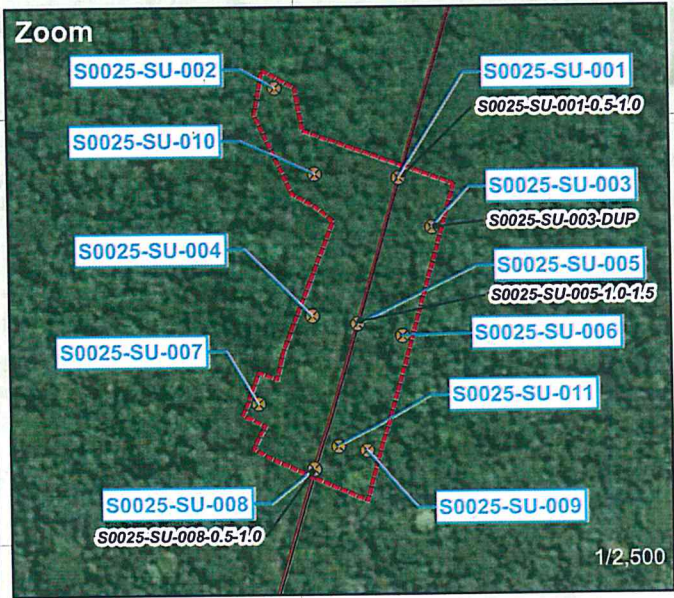 Zoom
S0025-SU-002
S0025-SU-001
S0025-SU-001-0.5-1.0
S0025-SU-010
S0025-SU-003
S0025-SU-003-DUP
S0025-SU-004
S0025-SU-005
S0025-SU-005-1.0-1.5
S0025-SU-006
S0025-SU-007
S0025-SU-011
S0025-SU-008
S0025-SU-009
S0025-SU-008-0.5-1.0
1/2,500